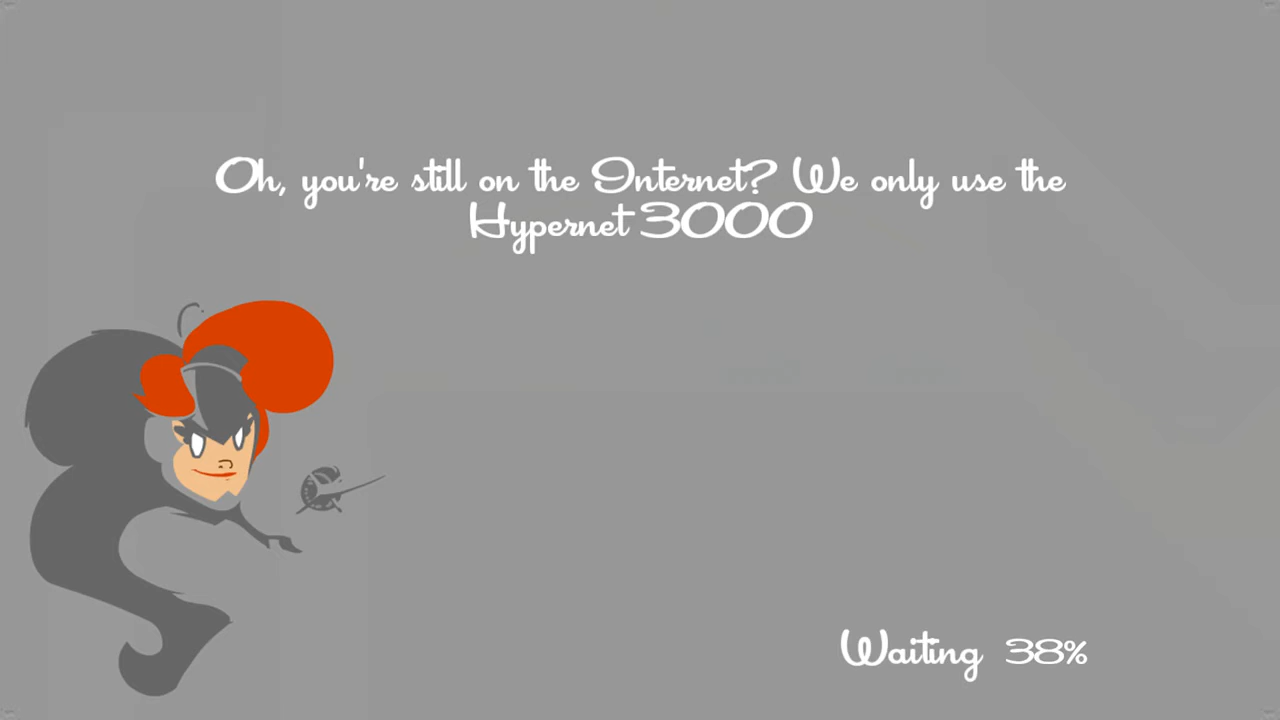 Oh, you're still on the Internet? We only use the
Hypernet 3000
Waiting 38%